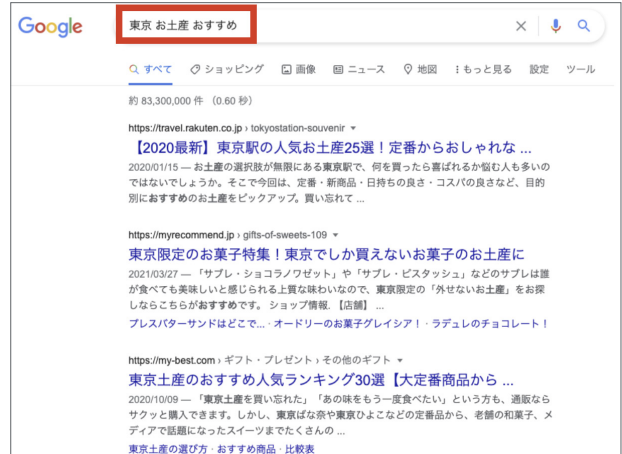 Google 東京 お土産 おすすめ
すべて ショッピング 画像 ニュース 地図 もっと見る 設定 ツール
約 83,300,000 件 （0.60 秒）
https://travel.rakuten.co.jp › tokyostation-souvenir
【2020最新】東京駅の人気お土産25選！定番からおしゃれな ...
2020/01/15 — お土産の選択肢が無限にある東京駅で、何を買ったら喜ばれるか悩む人も多いの
ではないでしょうか。そこで今回は、定番・新商品・日持ちの良さ・コスパの良さなど、目的
別におすすめのお土産をピックアップ。買い忘れて ...
https://myrecommend.jp › gifts-of-sweets-109
東京限定のお菓子特集！東京でしか買えないお菓子のお土産に
2021/03/27 — 「サブレ・ショコラノワゼット」や「サブレ・ピスタッシュ」などのサブレは誰
が食べても美味しいと感じられる上質な味わいなので、東京限定の「外せないお土産」をお探
しならこちらがおすすめです。 ショップ情報. 【店舗】 ...
プレスバターサンドはどこで... · オードリーのお菓子グレイシア！ · ラデュレのチョコレート！
https://my-best.com › ギフト・プレゼント › その他のギフト
東京土産のおすすめ人気ランキング30選【大定番商品から ...
2020/10/09 — 「東京土産を買い忘れた」「あの味をもう一度食べたい」という方も、通販なら
サクッと購入できます。しかし、東京ばな奈や東京ひよこなどの定番品から、老舗の和菓子、メ
ディアで話題になったスイーツまでたくさんの ...
東京土産の選び方 · おすすめ商品 · 比較表